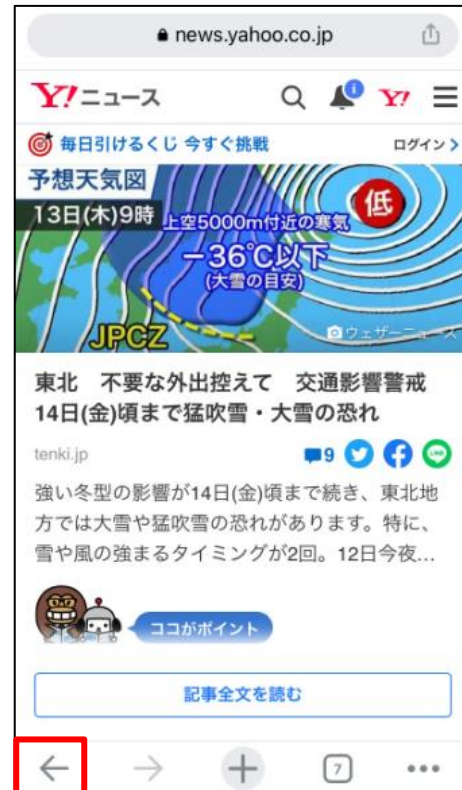 news.yahoo.co.jp
Y!ニュース
i
Y!
毎日引けるくじ 今すぐ挑戦
ログイン >
予想天気図
13日(木)9時
上空5000m付近の寒気
低
-36℃以下
(大雪の目安)
JPCZ
ウェザーニュース
東北 不要な外出控えて 交通影響警戒
14日(金)頃まで猛吹雪・大雪の恐れ
tenki.jp
9
LINE
強い冬型の影響が14日(金)頃まで続き、東北地
方では大雪や猛吹雪の恐れがあります。特に、
雪や風の強まるタイミングが2回。12日今夜…
ココがポイント
記事全文を読む
7